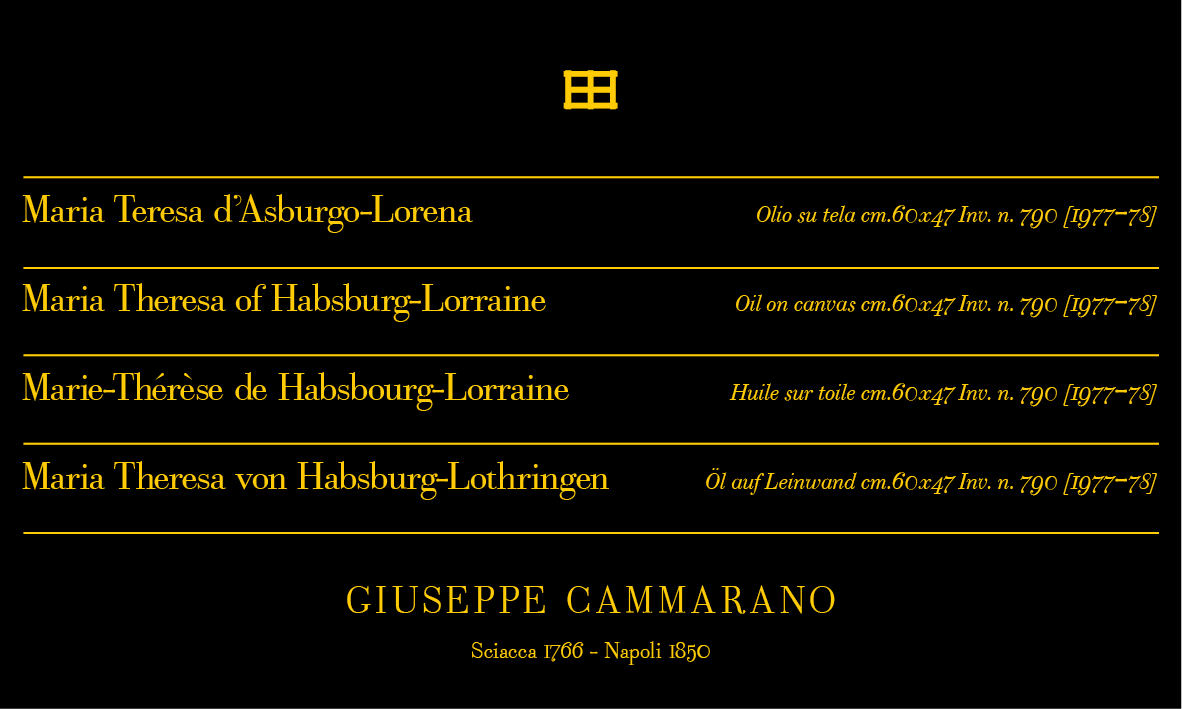 Maria Teresa d'Asburgo-Lorena Olio su tela cm.60x47 Inv. n. 790 [1977-78]
Maria Theresa of Habsburg-Lorraine Oil on canvas cm.60x47 Inv. n. 790 [1977-78]
Marie-Thérèse de Habsbourg-Lorraine Huile sur toile cm.60x47 Inv. n. 790 [1977-78]
Maria Theresa von Habsburg-Lothringen Öl auf Leinwand cm.60x47 Inv. n. 790 [1977-78]
GIUSEPPE CAMMARANO
Sciacca 1766 - Napoli 1850